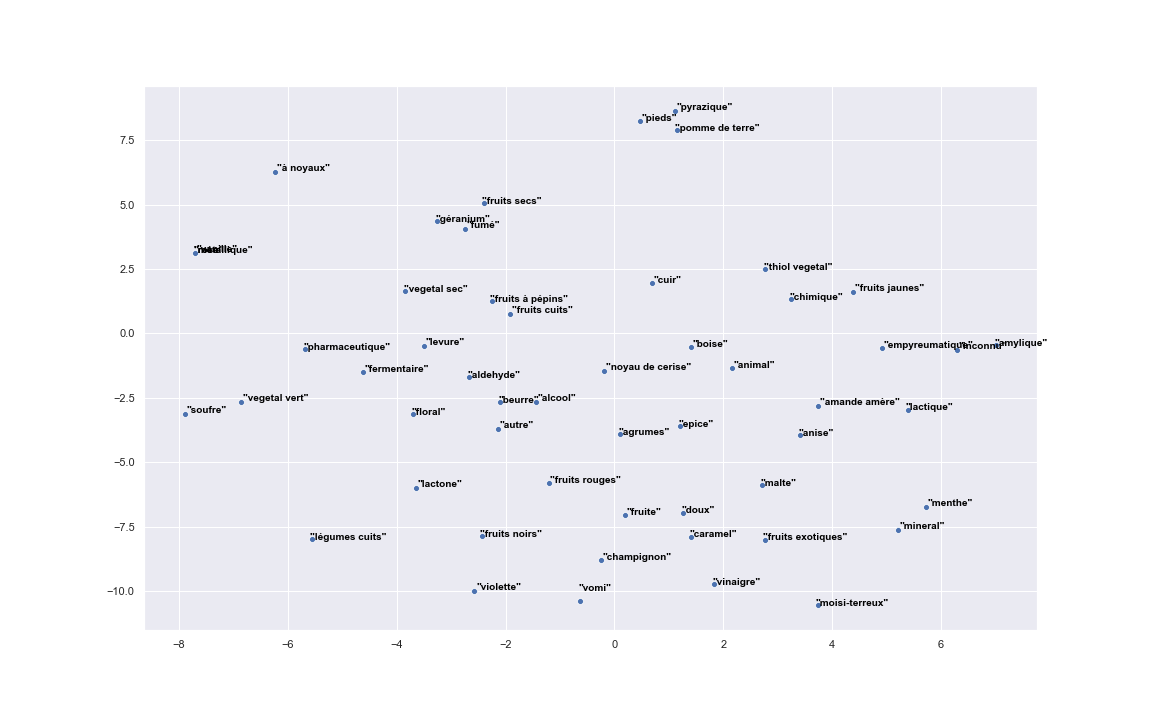 "pyrazique"
"pieds"
"pomme de terre"
7.5
"à noyaux"
"fruits secs"
5.0
"géranium"
"fumé"
2.5
"thiol vegetal"
"cuir"
"fruits jaunes"
"vegetal sec"
"chimique"
"fruits à pépins"
"fruits cuits"
0.0
"levure"
"pharmaceutique"
"boise"
"empyreumatique"
"inconnu"
"amylique"
"fermentaire"
"aldehyde"
"noyau de cerise"
"animal"
−2.5
"vegetal vert"
"soufre"
"beurre"
"alcool"
"floral"
"amande amère"
"lactique"
"autre"
"agrumes"
"epice"
"anise"
−5.0
"lactone"
"fruits rouges"
"malte"
"menthe"
−7.5
"légumes cuits"
"fruits noirs"
"fruite"
"doux"
"caramel"
"fruits exotiques"
"mineral"
"champignon"
−10.0
"violette"
"vomi"
"vinaigre"
"moisi-terreux"
−8 −6 −4 −2 0 2 4 6